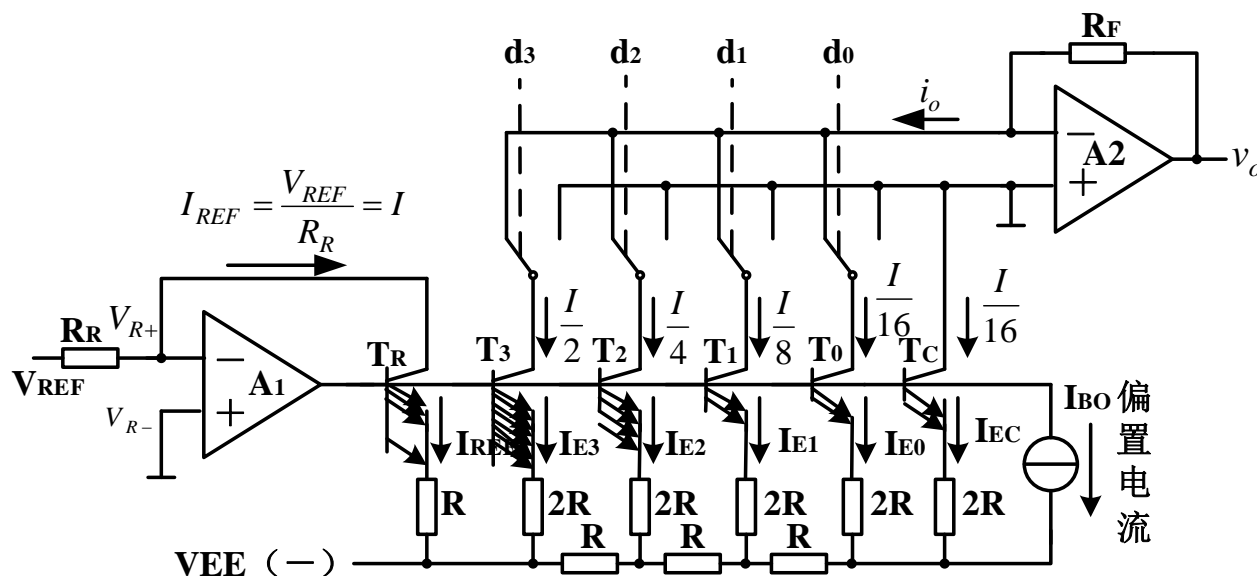 d3 d2 d1 d0 RF
io
A2
vo
IREF = VREF / RR = I
I/2 I/4 I/8 I/16 I/16
RR VR+
VREF
A1
VR−
TR T3 T2 T1 T0 TC
IREF IE3 IE2 IE1 IE0 IEC
IBO 偏置电流
R 2R 2R 2R 2R 2R
R R R
VEE（—）